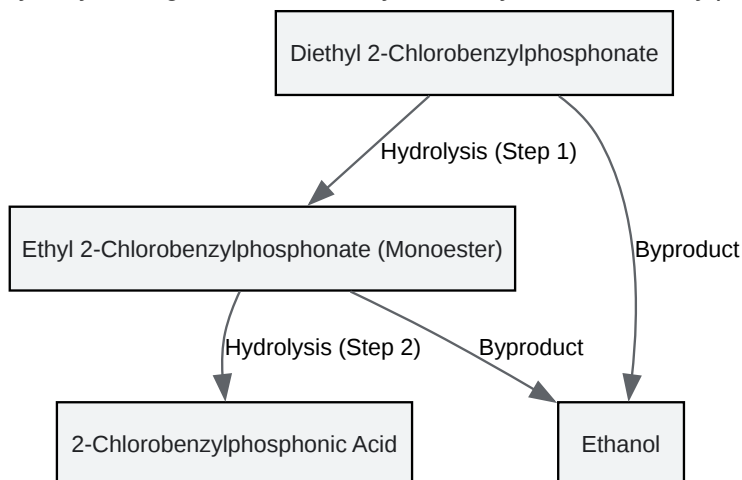 Diethyl 2-Chlorobenzylphosphonate
Hydrolysis (Step 1)
Byproduct
Ethyl 2-Chlorobenzylphosphonate (Monoester)
Hydrolysis (Step 2)
Byproduct
2-Chlorobenzylphosphonic Acid
Ethanol